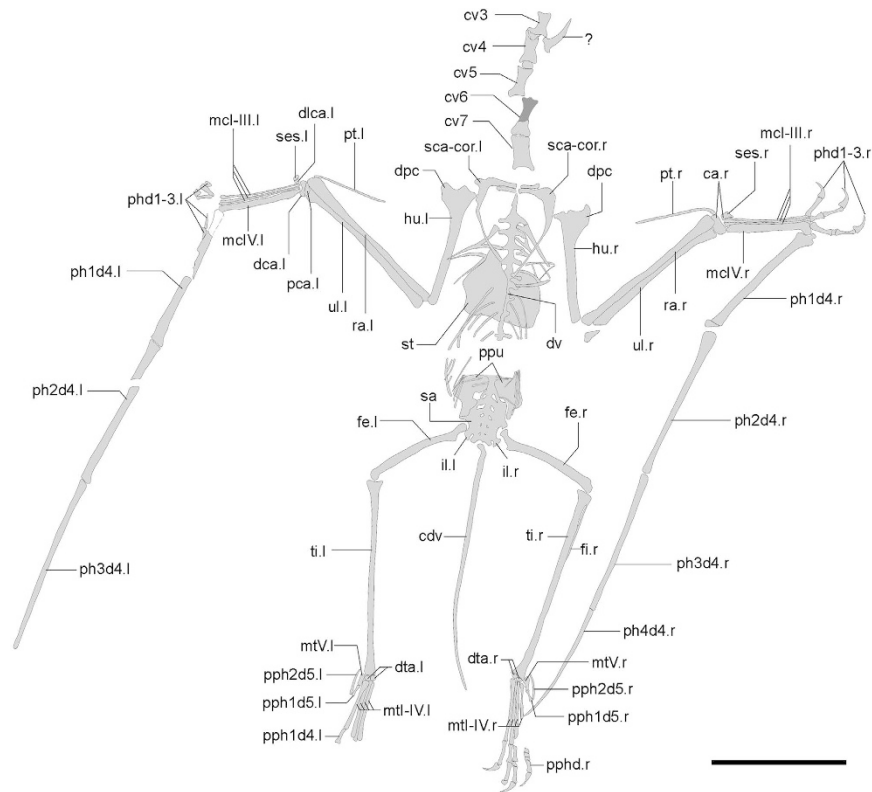 cv3
?
cv4
cv5
cv6
cv7
dlca.l
mcI-III.l
ses.l
pt.l
sca-cor.l
sca-cor.r
mcI-III.r
ses.r
phd1-3.r
dpc
dpc
ca.r
pt.r
phd1-3.l
hu.l
hu.r
mcIV.l
mcIV.r
ph1d4.l
dca.l
pca.l
ra.r
ph1d4.r
ul.l
ra.l
st
dv
ul.r
ppu
ph2d4.l
sa
fe.l
fe.r
ph2d4.r
il.l
il.r
ti.l
cdv
ti.r
fi.r
ph3d4.l
ph3d4.r
ph4d4.r
mtV.l
dta.l
dta.r
mtV.r
pph2d5.l
pph2d5.r
pph1d5.l
mtI-IV.l
mtI-IV.r
pph1d5.r
pph1d4.l
pphd.r